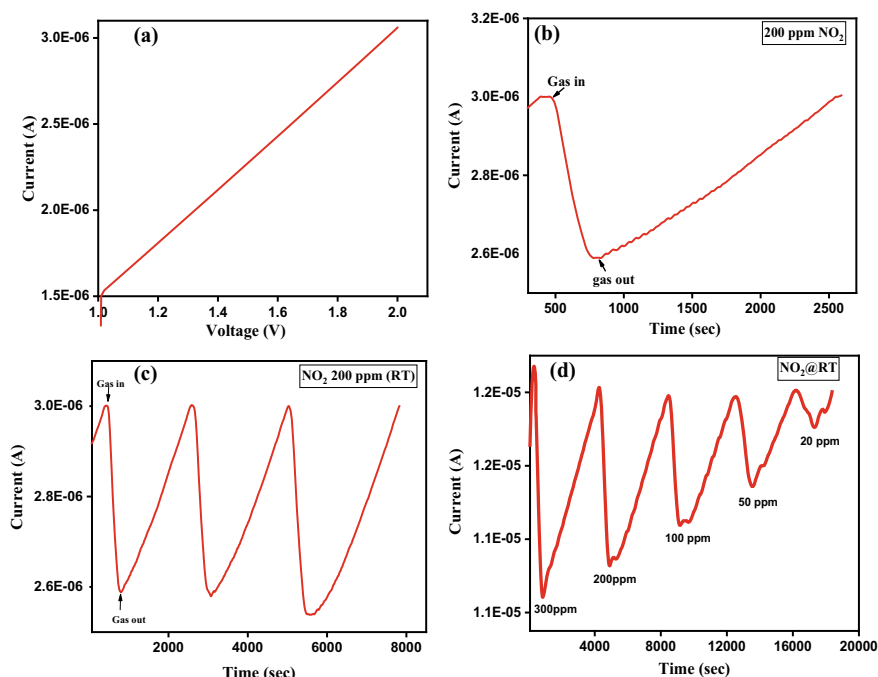 (a)
3.0E-06
2.5E-06
2.0E-06
1.5E-06
Current (A)
1.0 1.2 1.4 1.6 1.8 2.0
Voltage (V)
(b)
200 ppm NO₂
3.2E-06
3.0E-06
2.8E-06
2.6E-06
Current (A)
Gas in
gas out
500 1000 1500 2000 2500
Time (sec)
(c)
NO₂ 200 ppm (RT)
Gas in
3.0E-06
2.8E-06
2.6E-06
Current (A)
Gas out
2000 4000 6000 8000
Time (sec)
(d)
NO₂@RT
1.2E-05
1.2E-05
1.1E-05
1.1E-05
Current (A)
20 ppm
50 ppm
100 ppm
200ppm
300ppm
4000 8000 12000 16000 20000
Time (sec)